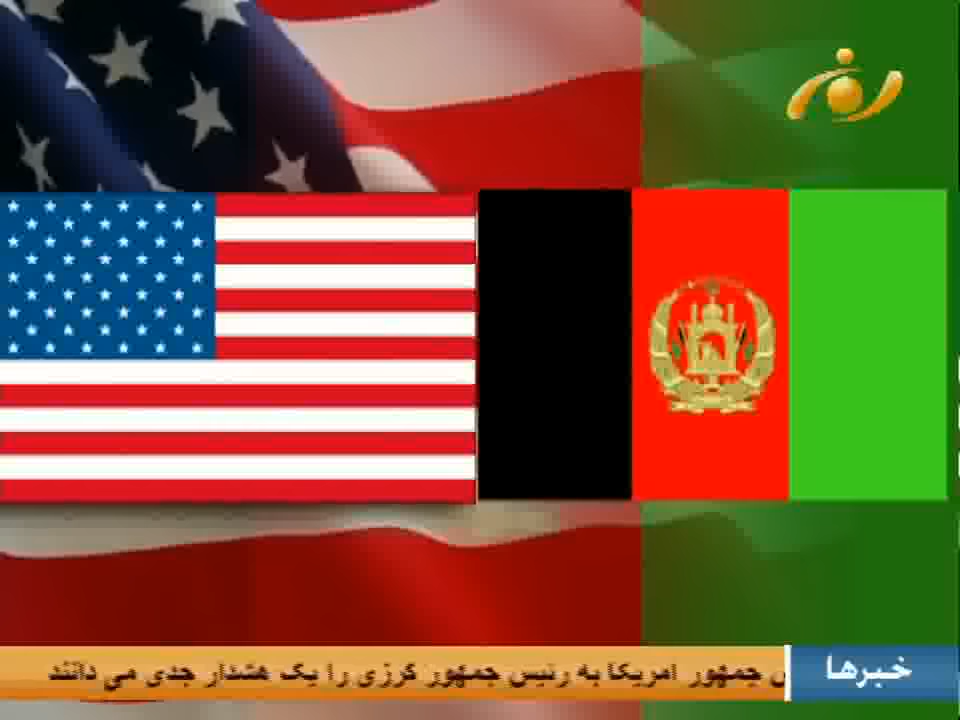 خبرها
جمهور امریکا به رئیس جمهور کرزی را یک هشدار جدی می دانند